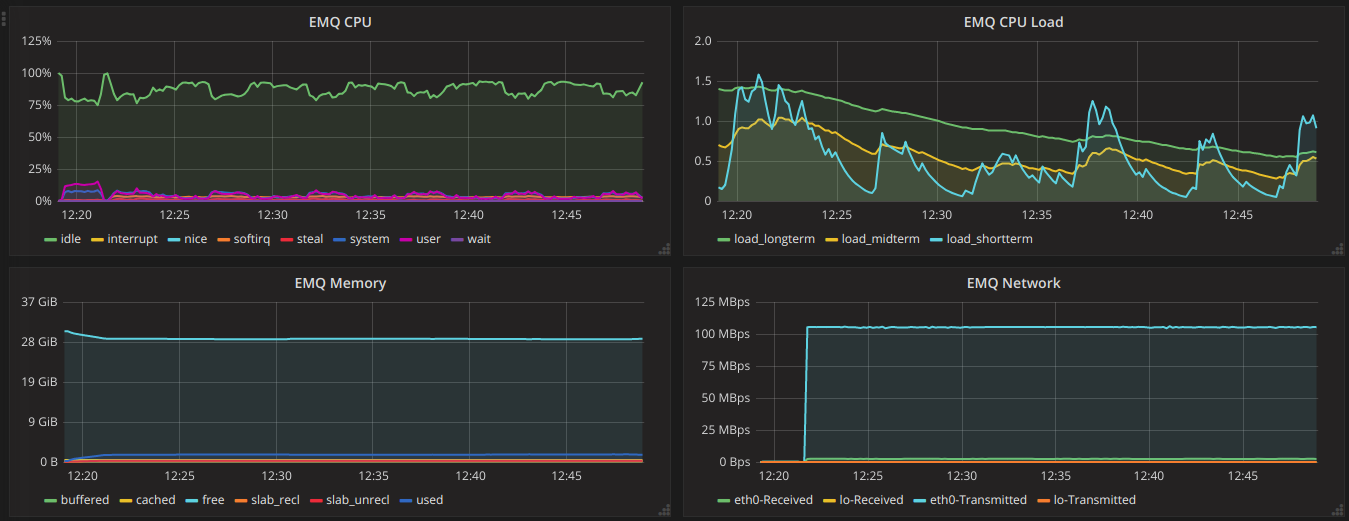 EMQ CPU
125%
100%
75%
50%
25%
0%
12:20 12:25 12:30 12:35 12:40 12:45
idle interrupt nice softirq steal system user wait
EMQ CPU Load
2.0
1.5
1.0
0.5
0
12:20 12:25 12:30 12:35 12:40 12:45
load_longterm load_midterm load_shortterm
EMQ Memory
37 GiB
28 GiB
19 GiB
9 GiB
0 B
12:20 12:25 12:30 12:35 12:40 12:45
buffered cached free slab_recl slab_unrecl used
EMQ Network
125 MBps
100 MBps
75 MBps
50 MBps
25 MBps
0 Bps
12:20 12:25 12:30 12:35 12:40 12:45
eth0-Received lo-Received eth0-Transmitted lo-Transmitted